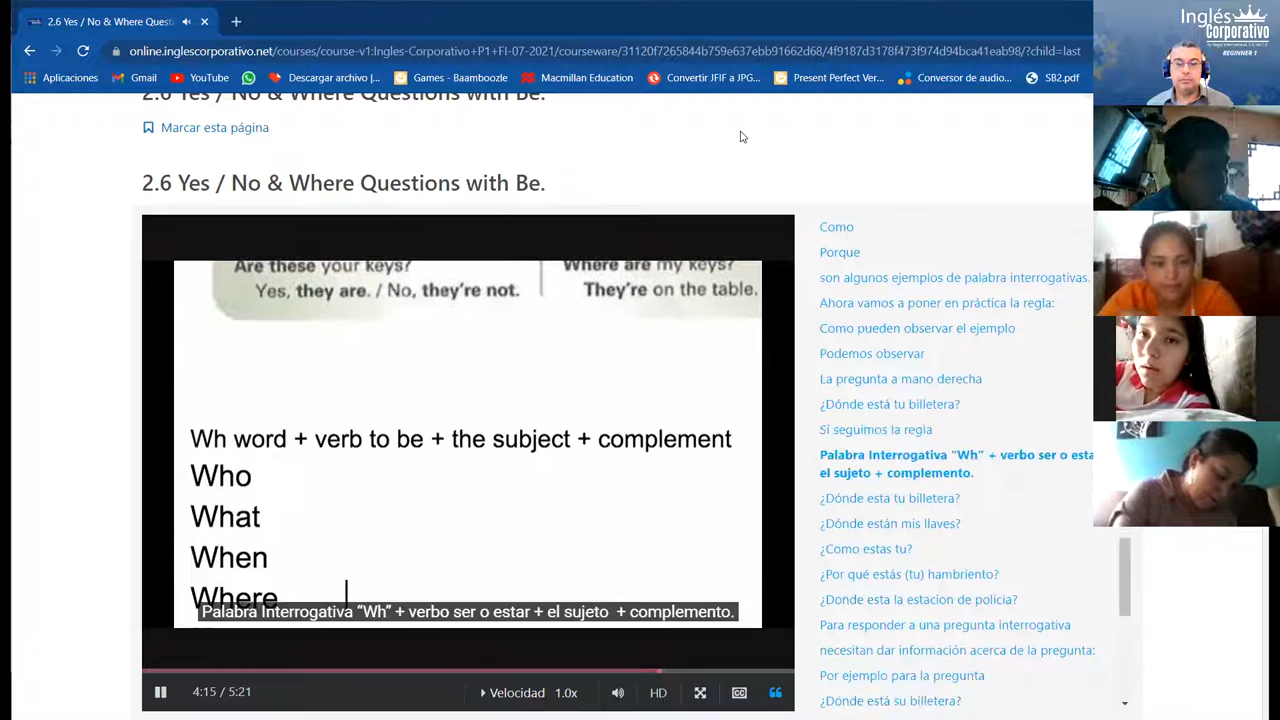 2.6 Yes / No & Where Questi
online.inglescorporativo.net/courses/course-v1:Ingles-Corporativo+P1+FI-07-2021/courseware/31120f7265844b759e637ebb91662d68/4f9187d3178f473f974d94bca41eab98/?child=last
Aplicaciones Gmail YouTube Descargar archivo |... Games - Baamboozle Macmillan Education Convertir JFIF a JPG... Present Perfect Ver... Conversor de audio... SB2.pdf
Inglés
Corporativo
BEGINNER 1
2.6 Yes / No & Where Questions with Be.
Marcar esta página
2.6 Yes / No & Where Questions with Be.
Are these your keys?
Yes, they are. / No, they're not.
Where are my keys?
They're on the table.
Wh word + verb to be + the subject + complement
Who
What
When
Where
Palabra Interrogativa “Wh” + verbo ser o estar + el sujeto + complemento.
4:15 / 5:21 Velocidad 1.0x HD CC
Como
Porque
son algunos ejemplos de palabra interrogativas.
Ahora vamos a poner en práctica la regla:
Como pueden observar el ejemplo
Podemos observar
La pregunta a mano derecha
¿Dónde está tu billetera?
Si seguimos la regla
Palabra Interrogativa “Wh” + verbo ser o esta
el sujeto + complemento.
¿Dónde esta tu billetera?
¿Dónde están mis llaves?
¿Como estas tu?
¿Por qué estás (tu) hambriento?
¿Donde esta la estacion de policia?
Para responder a una pregunta interrogativa
necesitan dar información acerca de la pregunta:
Por ejemplo para la pregunta
¿Dónde está su billetera?